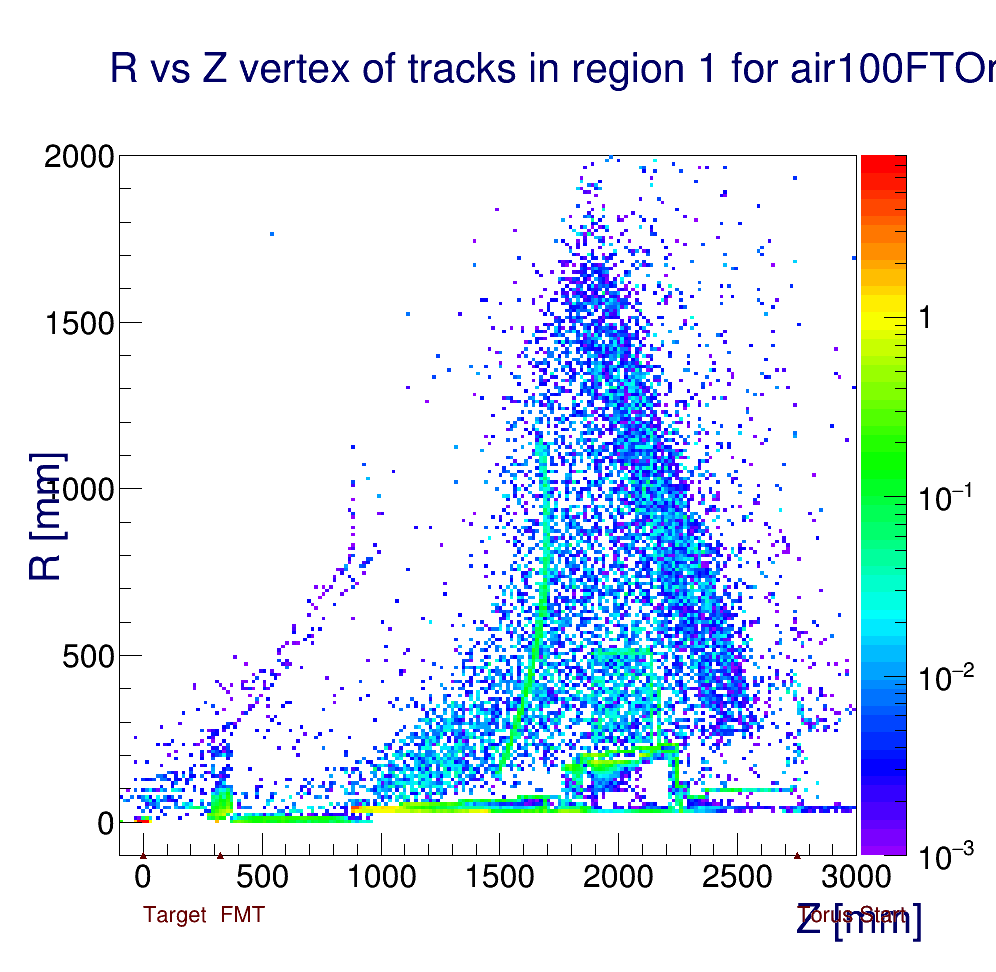 R vs Z vertex of tracks in region 1 for air100FTOr
2000
1500
1000
500
0
R [mm]
0 500 1000 1500 2000 2500 3000
Target FMT Torus Start
Z [mm]
1
10⁻¹
10⁻²
10⁻³